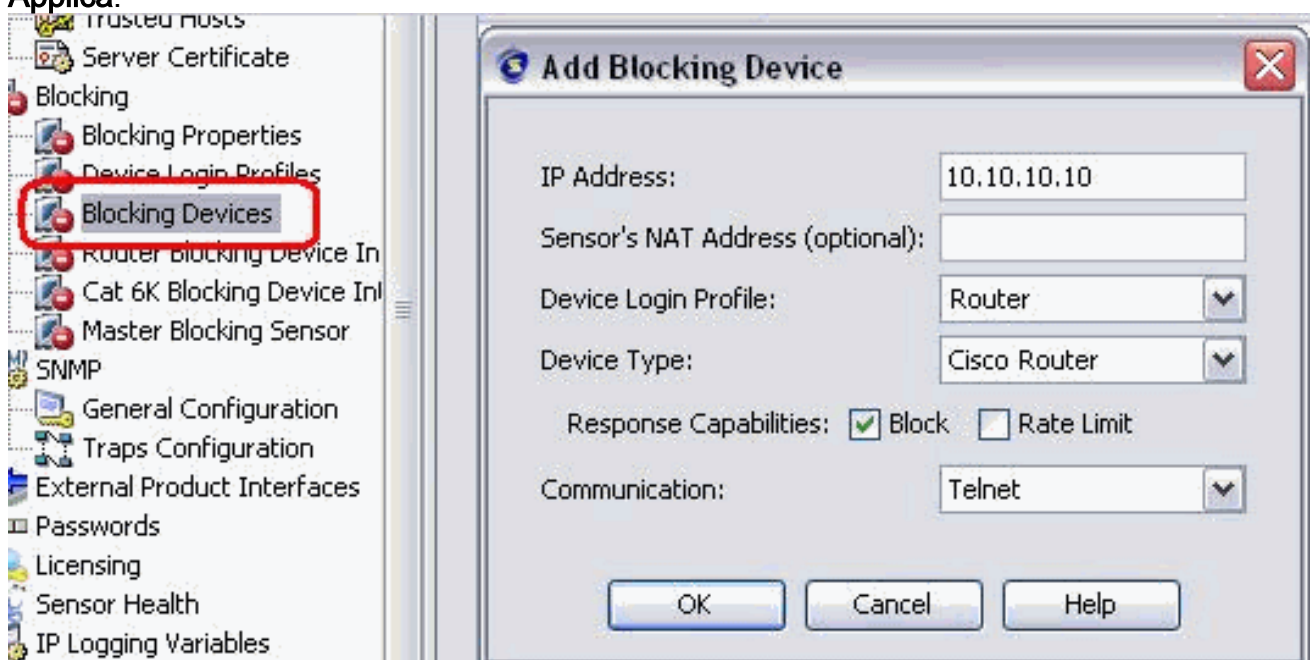 Applica.
Trusted Hosts
Server Certificate
Blocking
Blocking Properties
Device Login Profiles
Blocking Devices
Router Blocking Device In
Cat 6K Blocking Device Int
Master Blocking Sensor
SNMP
General Configuration
Traps Configuration
External Product Interfaces
Passwords
Licensing
Sensor Health
IP Logging Variables
Add Blocking Device
IP Address: 10.10.10.10
Sensor's NAT Address (optional):
Device Login Profile: Router
Device Type: Cisco Router
Response Capabilities: Block Rate Limit
Communication: Telnet
OK Cancel Help